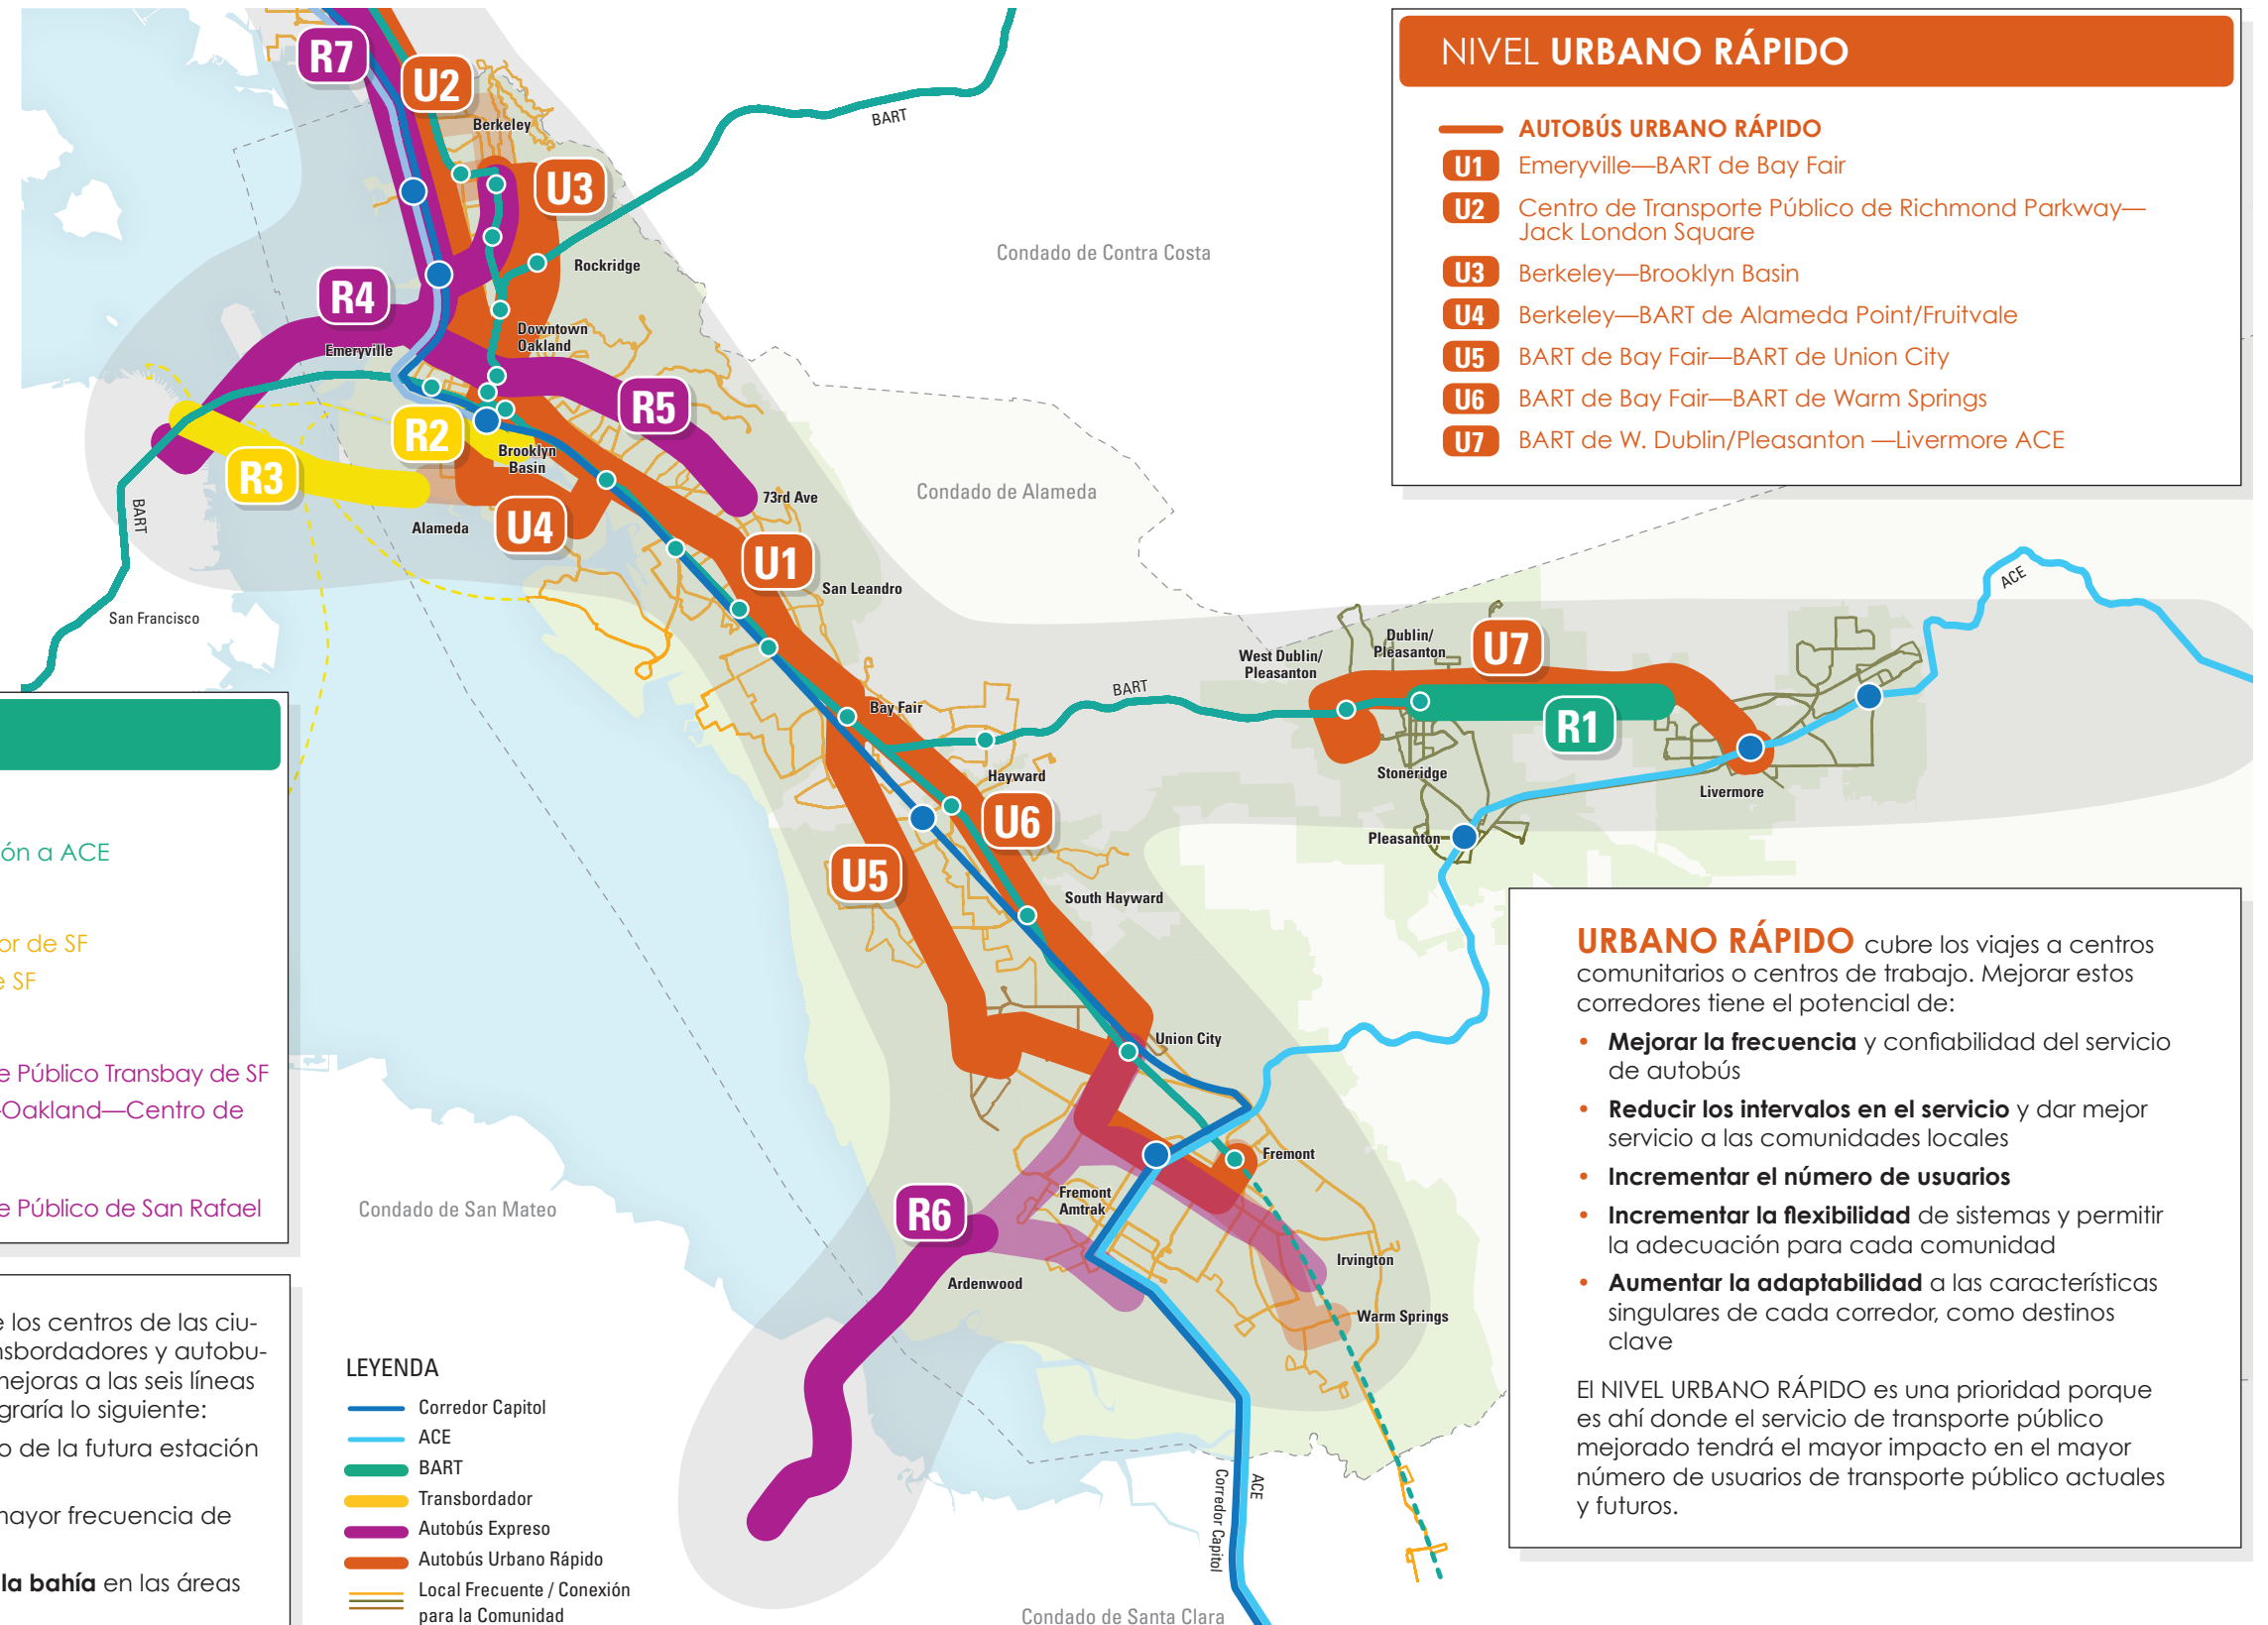 NIVEL URBANO RÁPIDO
AUTOBÚS URBANO RÁPIDO
U1 Emeryville—BART de Bay Fair
U2 Centro de Transporte Público de Richmond Parkway—
Jack London Square
U3 Berkeley—Brooklyn Basin
U4 Berkeley—BART de Alameda Point/Fruitvale
U5 BART de Bay Fair—BART de Union City
U6 BART de Bay Fair—BART de Warm Springs
U7 BART de W. Dublin/Pleasanton —Livermore ACE
R7
U2
Berkeley
BART
U3
Condado de Contra Costa
Rockridge
R4
Downtown
Oakland
Emeryville
R5
R2
Brooklyn
Basin
R3
Condado de Alameda
73rd Ave
BART
Alameda
U4
U1
San Leandro
ACE
San Francisco
Dublin/
Pleasanton
U7
West Dublin/
Pleasanton
BART
Bay Fair
R1
Hayward
Stoneridge
Livermore
U6
Pleasanton
U5
South Hayward
Union City
Fremont
Fremont
Amtrak
R6
Condado de San Mateo
Irvington
Ardenwood
Warm Springs
ACE
Corredor Capitol
Condado de Santa Clara
ón a ACE
or de SF
e SF
e Público Transbay de SF
-Oakland—Centro de
e Público de San Rafael
e los centros de las ciu-
nsbordadores y autobu-
mejoras a las seis líneas
graría lo siguiente:
o de la futura estación
mayor frecuencia de
la bahía en las áreas
LEYENDA
Corredor Capitol
ACE
BART
Transbordador
Autobús Expreso
Autobús Urbano Rápido
Local Frecuente / Conexión
para la Comunidad
URBANO RÁPIDO cubre los viajes a centros
comunitarios o centros de trabajo. Mejorar estos
corredores tiene el potencial de:
• Mejorar la frecuencia y confiabilidad del servicio
de autobús
• Reducir los intervalos en el servicio y dar mejor
servicio a las comunidades locales
• Incrementar el número de usuarios
• Incrementar la flexibilidad de sistemas y permitir
la adecuación para cada comunidad
• Aumentar la adaptabilidad a las características
singulares de cada corredor, como destinos
clave
El NIVEL URBANO RÁPIDO es una prioridad porque
es ahí donde el servicio de transporte público
mejorado tendrá el mayor impacto en el mayor
número de usuarios de transporte público actuales
y futuros.